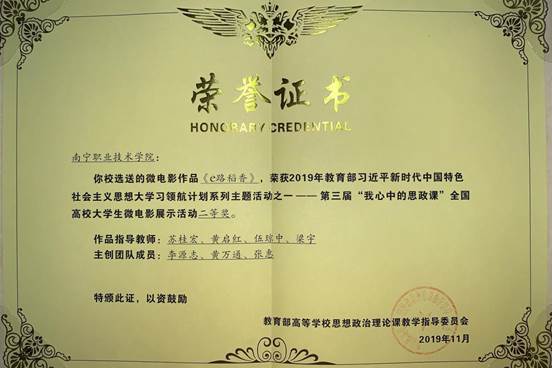 荣誉证书
HONORARY CREDENTIAL
南宁职业技术学院：
你校选送的微电影作品《e路稻香》，荣获2019年教育部习近平新时代中国特色
社会主义思想大学习领航计划系列主题活动之一——第三届“我心中的思政课”全国
高校大学生微电影展示活动二等奖。
作品指导教师：苏桂宏、黄启红、伍琼中、梁宇
主创团队成员：李源志、黄万通、张惠
特颁此证，以资鼓励
教育部高等学校思想政治理论课教学指导委员会
2019年11月